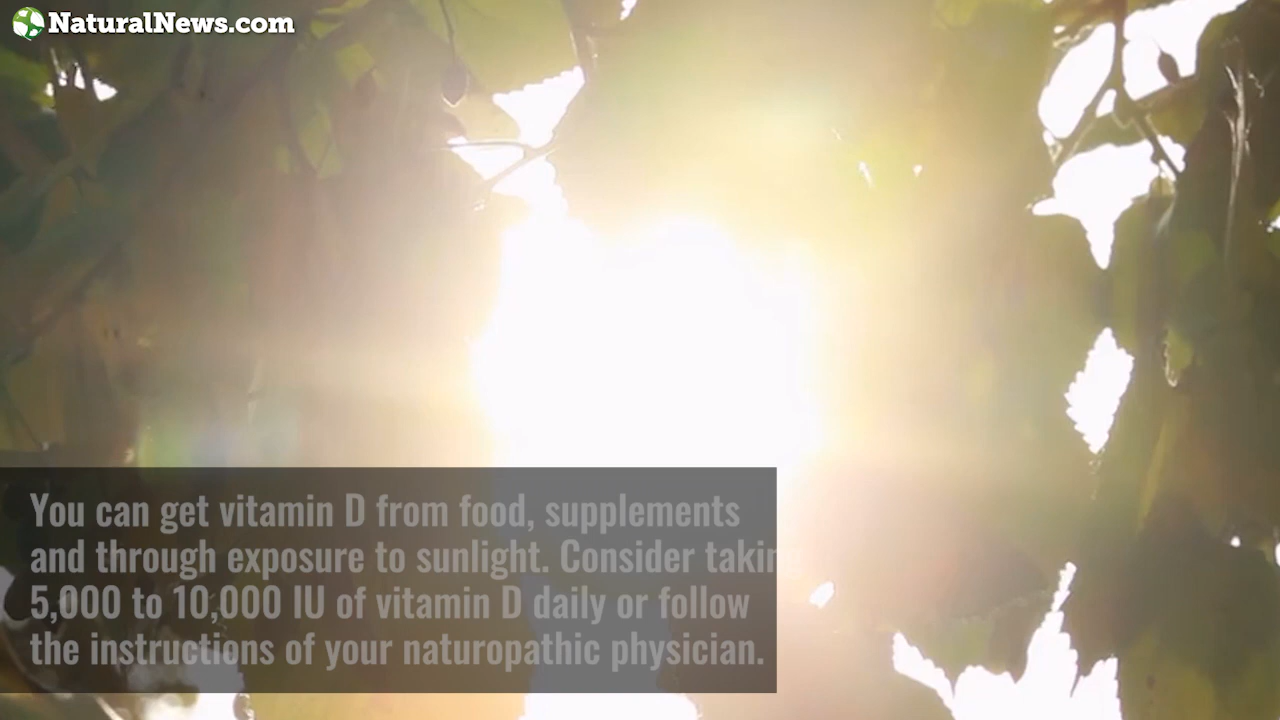 NaturalNews.com
You can get vitamin D from food, supplements
and through exposure to sunlight. Consider taking
5,000 to 10,000 IU of vitamin D daily or follow
the instructions of your naturopathic physician.